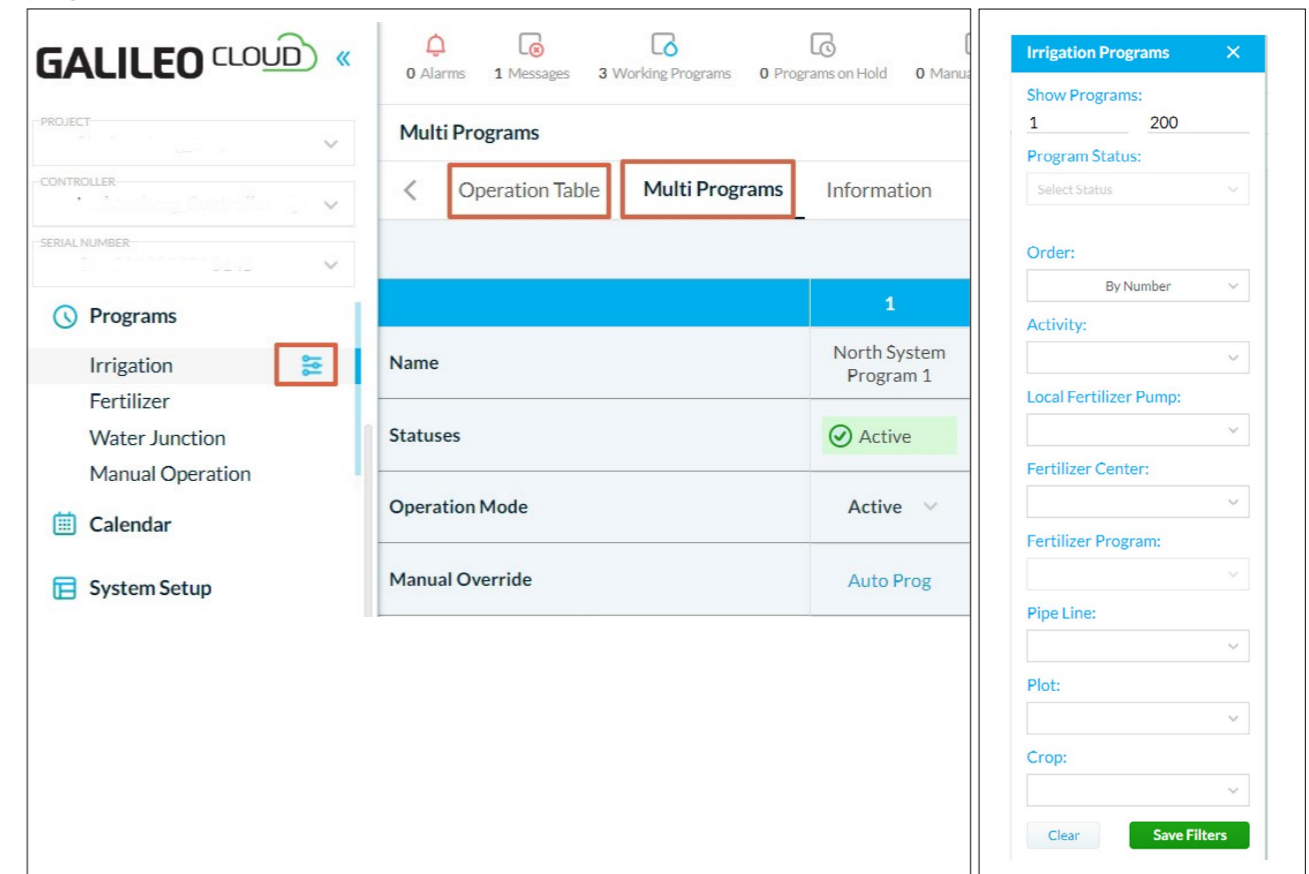 GALILEO CLOUD «
PROJECT
CONTROLLER
SERIAL NUMBER
Programs
Irrigation
Fertilizer
Water Junction
Manual Operation
Calendar
System Setup
0 Alarms 1 Messages 3 Working Programs 0 Programs on Hold 0
Multi Programs
Operation Table Multi Programs Information
1
Name North System
Program 1
Statuses Active
Operation Mode Active
Manual Override Auto Prog
Irrigation Programs
Show Programs:
1 200
Program Status:
Select Status
Order:
By Number
Activity:
Local Fertilizer Pump:
Fertilizer Center:
Fertilizer Program:
Pipe Line:
Plot:
Crop:
Clear Save Filters